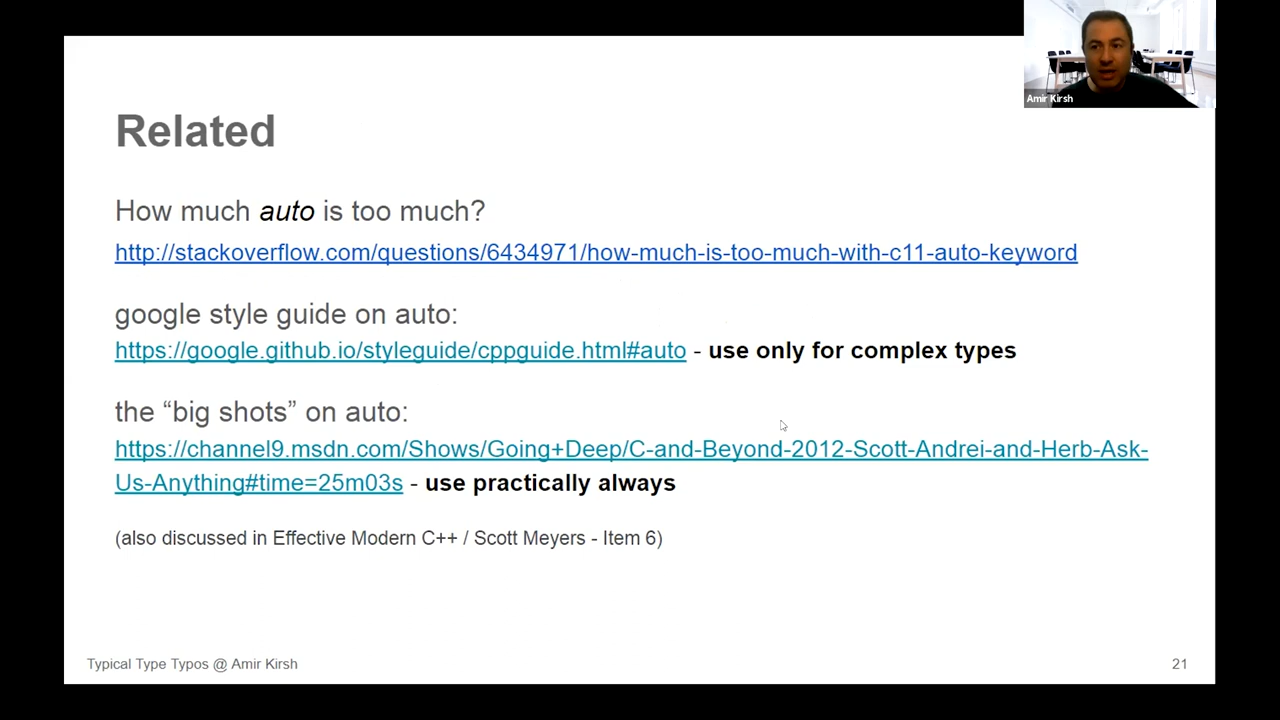 Amir Kirsh
Related
How much auto is too much?
http://stackoverflow.com/questions/6434971/how-much-is-too-much-with-c11-auto-keyword
google style guide on auto:
https://google.github.io/styleguide/cppguide.html#auto - use only for complex types
the “big shots” on auto:
https://channel9.msdn.com/Shows/Going+Deep/C-and-Beyond-2012-Scott-Andrei-and-Herb-Ask-
Us-Anything#time=25m03s - use practically always
(also discussed in Effective Modern C++ / Scott Meyers - Item 6)
Typical Type Typos @ Amir Kirsh
21